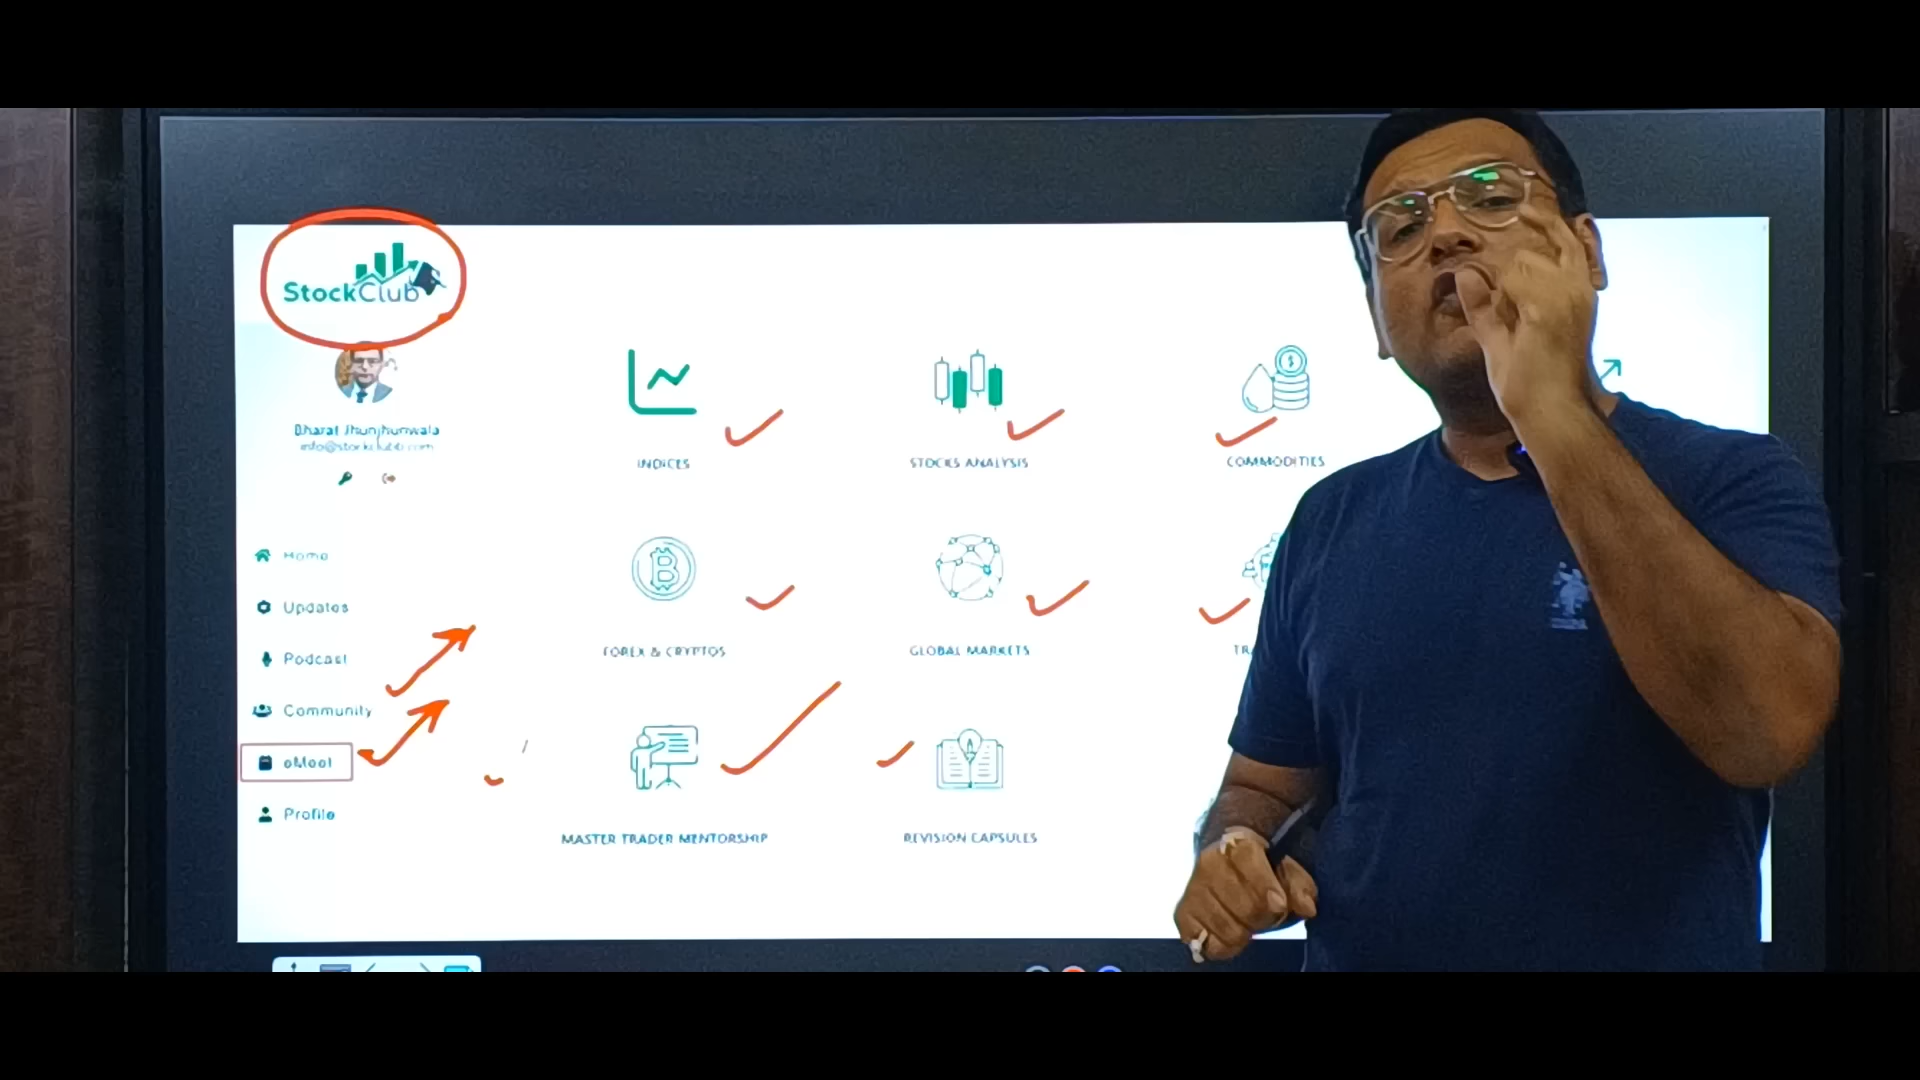 StockClub
Bharat Jhunjhunwala
INDICES
STOCKS ANALYSIS
COMMODITIES
Home
Updates
Podcast
Community
eMeet
Profile
FOREX & CRYPTOS
GLOBAL MARKETS
MASTER TRADER MENTORSHIP
REVISION CAPSULES